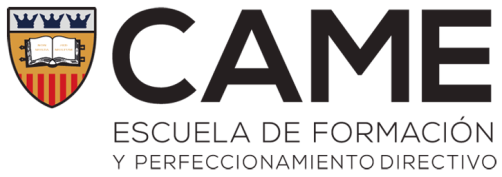 CAME
ESCUELA DE FORMACIÓN
Y PERFECCIONAMIENTO DIRECTIVO